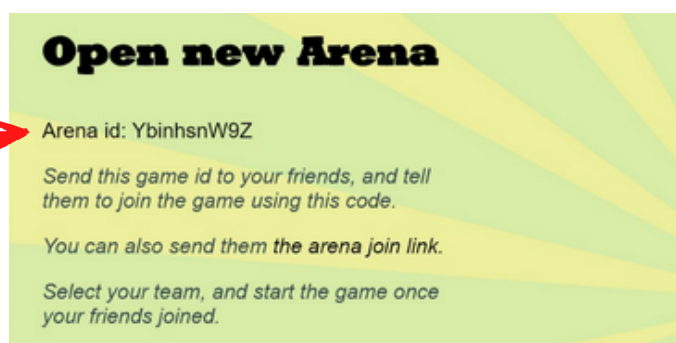 Open new Arena
Arena id: YbinhsnW9Z
Send this game id to your friends, and tell
them to join the game using this code.
You can also send them the arena join link.
Select your team, and start the game once
your friends joined.